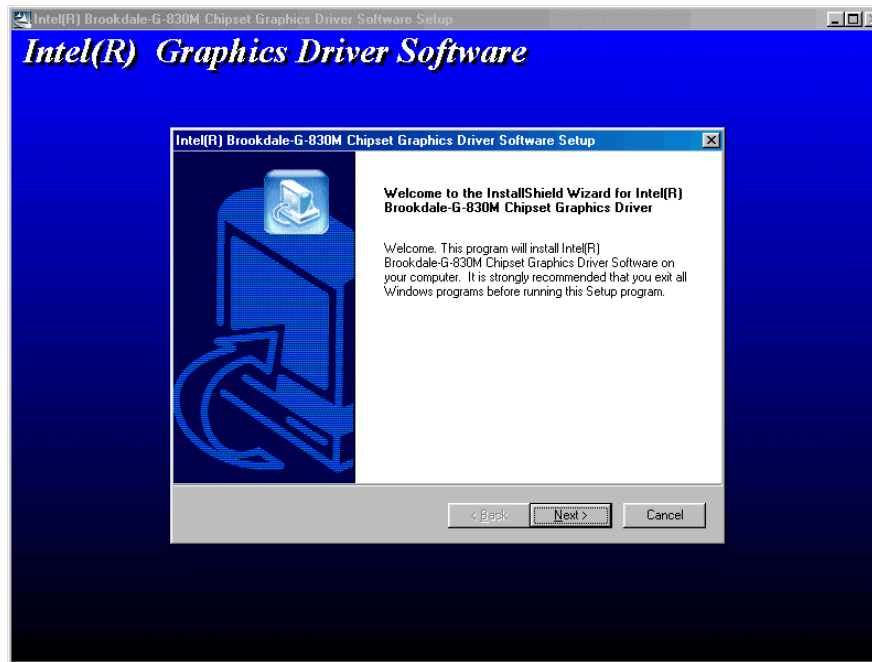 Intel(R) Brookdale-G-830M Chipset Graphics Driver Software Setup
Intel(R) Graphics Driver Software
Intel(R) Brookdale-G-830M Chipset Graphics Driver Software Setup
Welcome to the InstallShield Wizard for Intel(R)
Brookdale-G-830M Chipset Graphics Driver
Welcome. This program will install Intel(R)
Brookdale-G-830M Chipset Graphics Driver Software on
your computer. It is strongly recommended that you exit all
Windows programs before running this Setup program.
< Back
Next >
Cancel